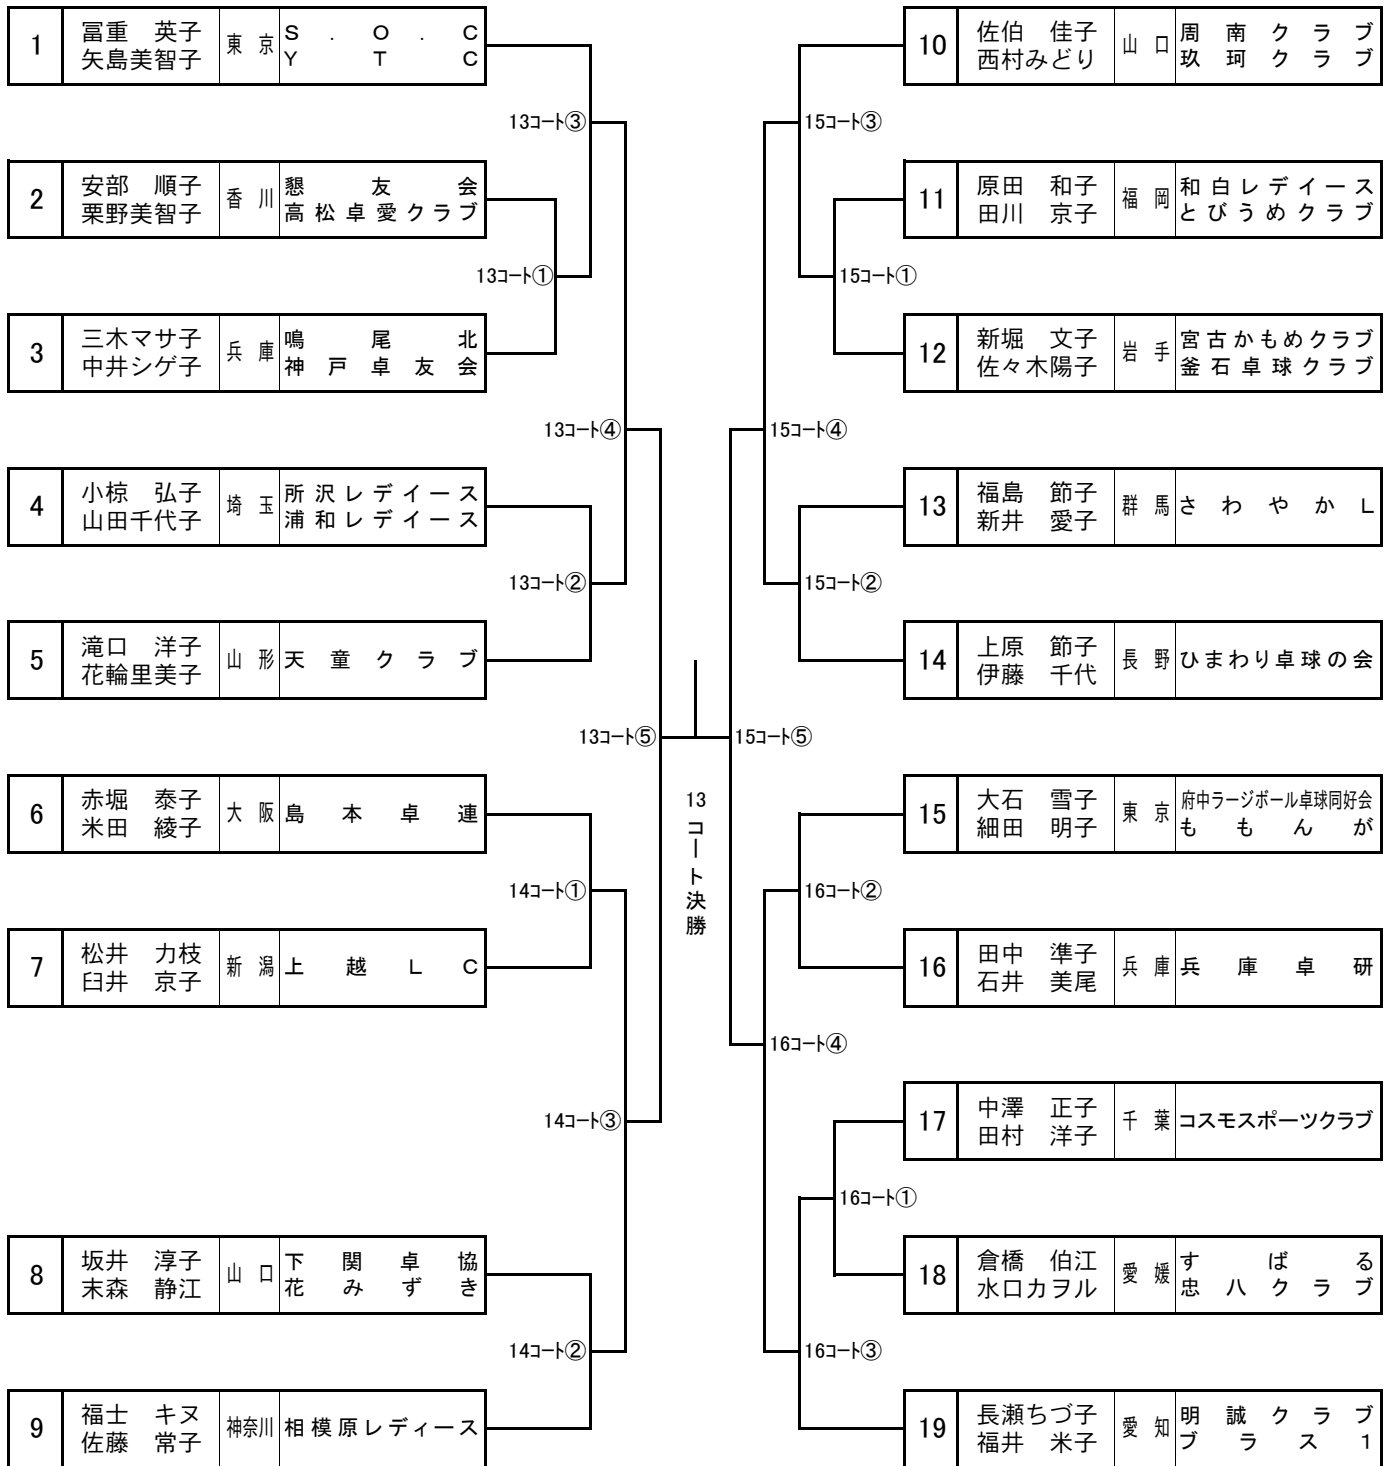 1
冨重　英子
矢島美智子
東 京
S . O . C
Y T C
2
安部　順子
栗野美智子
香 川
懇 友 会
高松卓愛クラブ
3
三木マサ子
中井シゲ子
兵 庫
鳴 尾 北
神戸卓友会
4
小椋　弘子
山田千代子
埼 玉
所沢レデイース
浦和レデイース
5
滝口　洋子
花輪里美子
山 形
天童クラブ
6
赤堀　泰子
米田　綾子
大 阪
島本卓連
7
松井　力枝
臼井　京子
新 潟
上越LC
8
坂井　淳子
末森　静江
山 口
下関卓協
花みずき
9
福士　キヌ
佐藤　常子
神奈川
相模原レディース
13コート③
13コート①
13コート④
13コート②
13コート⑤
14コート①
14コート③
14コート②
13コート決勝
15コート③
15コート①
15コート④
15コート②
15コート⑤
16コート②
16コート④
16コート①
16コート③
10
佐伯　佳子
西村みどり
山 口
周南クラブ
玖珂クラブ
11
原田　和子
田川　京子
福 岡
和白レデイース
とびうめクラブ
12
新堀　文子
佐々木陽子
岩 手
宮古かもめクラブ
釜石卓球クラブ
13
福島　節子
新井　愛子
群 馬
さわやかL
14
上原　節子
伊藤　千代
長 野
ひまわり卓球の会
15
大石　雪子
細田　明子
東 京
府中ラージボール卓球同好会
ももんが
16
田中　準子
石井　美尾
兵 庫
兵庫卓研
17
中澤　正子
田村　洋子
千 葉
コスモスポーツクラブ
18
倉橋　伯江
水口カヲル
愛 媛
すばる
忠八クラブ
19
長瀬ちづ子
福井　米子
愛 知
明誠クラブ
プラス1